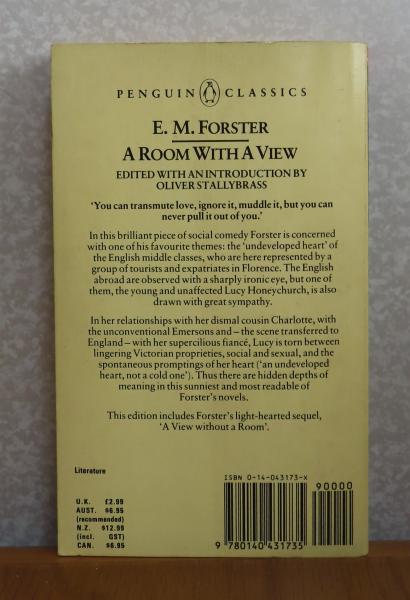 PENGUIN CLASSICS
E. M. FORSTER
A ROOM WITH A VIEW
EDITED WITH AN INTRODUCTION BY
OLIVER STALLYBRASS
'You can transmute love, ignore it, muddle it, but you can
never pull it out of you.'
In this brilliant piece of social comedy Forster is concerned
with one of his favourite themes: the 'undeveloped heart' of
the English middle classes, who are here represented by a
group of tourists and expatriates in Florence. The English
abroad are observed with a sharply ironic eye, but one of
them, the young and unaffected Lucy Honeychurch, is also
drawn with great sympathy.
In her relationships with her dismal cousin Charlotte, with
the unconventional Emersons and – the scene transferred to
England – with her supercilious fiancé, Lucy is torn between
lingering Victorian proprieties, social and sexual, and the
spontaneous promptings of her heart ('an undeveloped
heart, not a cold one'). Thus there are hidden depths of
meaning in this sunniest and most readable of
Forster's novels.
This edition includes Forster's light-hearted sequel,
'A View without a Room'.
Literature
U.K. £2.99
AUST. $6.95
(recommended)
N.Z. $12.99
(incl. GST)
CAN. $6.95
ISBN 0-14-043173-X
90000
9 780140 431735